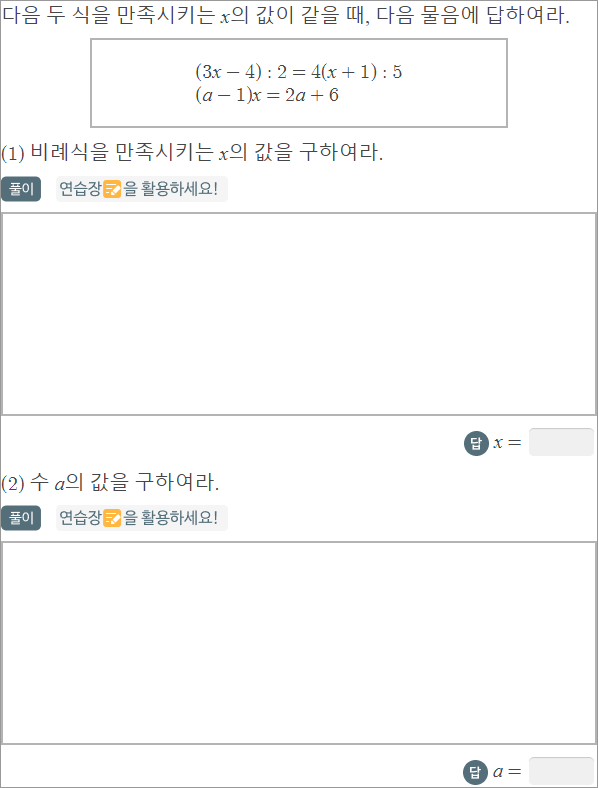 다음 두 식을 만족시키는 x의 값이 같을 때, 다음 물음에 답하여라.
(3x − 4) : 2 = 4(x + 1) : 5
(a − 1)x = 2a + 6
(1) 비례식을 만족시키는 x의 값을 구하여라.
풀이 연습장을 활용하세요!
답 x =
(2) 수 a의 값을 구하여라.
풀이 연습장을 활용하세요!
답 a =